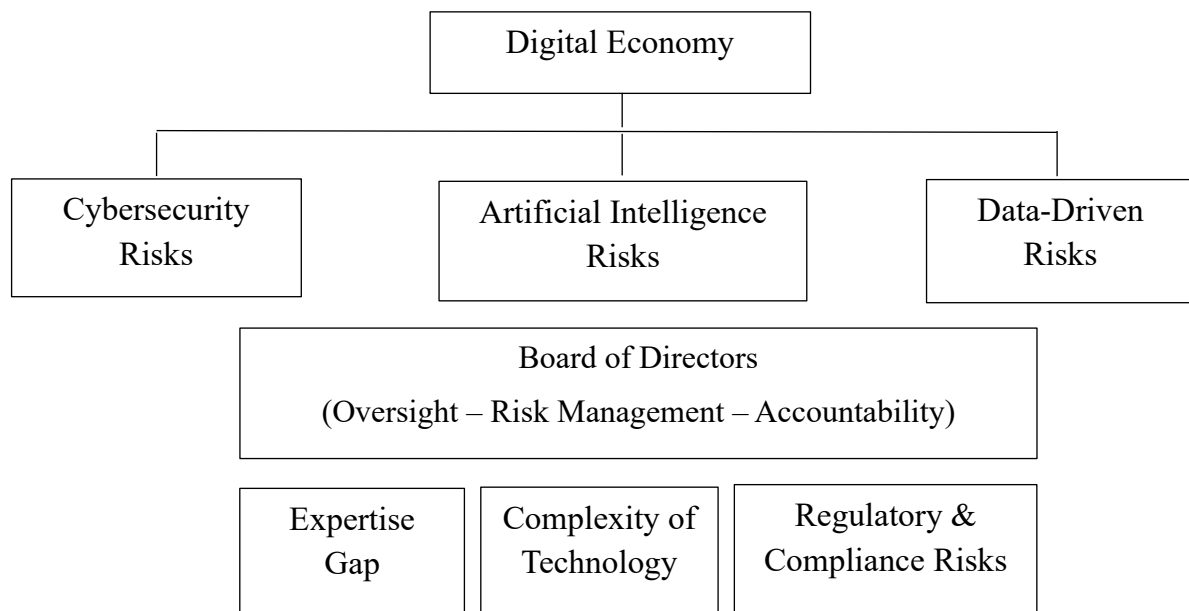 Digital Economy
Cybersecurity
Risks
Artificial Intelligence
Risks
Data-Driven
Risks
Board of Directors
(Oversight – Risk Management – Accountability)
Expertise
Gap
Complexity of
Technology
Regulatory &
Compliance Risks